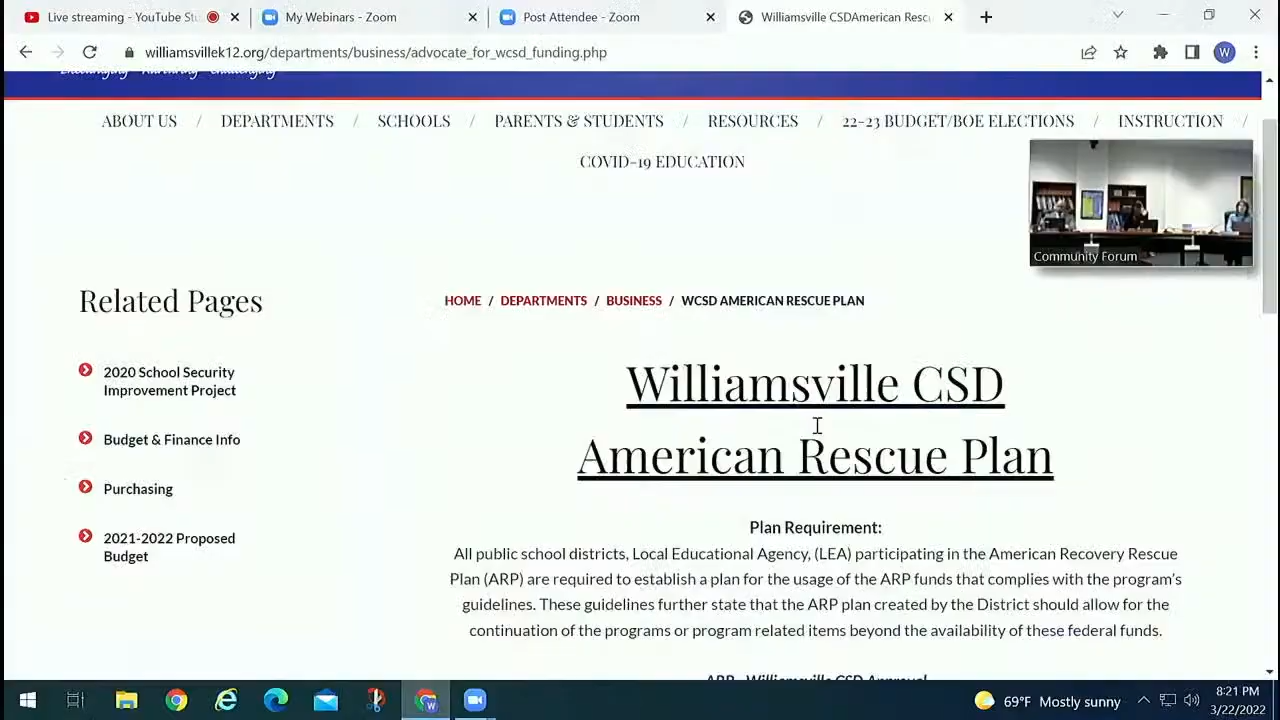 Live streaming - YouTube St
My Webinars - Zoom
Post Attendee - Zoom
Williamsville CSDAmerican Resc
williamsvillek12.org/departments/business/advocate_for_wcsd_funding.php
W
Encouraging Nurturing Challenging
ABOUT US / DEPARTMENTS / SCHOOLS / PARENTS & STUDENTS / RESOURCES / 22-23 BUDGET/BOE ELECTIONS / INSTRUCTION /
COVID-19 EDUCATION
Community Forum
Related Pages
2020 School Security
Improvement Project
Budget & Finance Info
Purchasing
2021-2022 Proposed
Budget
HOME / DEPARTMENTS / BUSINESS / WCSD AMERICAN RESCUE PLAN
Williamsville CSD
American Rescue Plan
Plan Requirement:
All public school districts, Local Educational Agency, (LEA) participating in the American Recovery Rescue
Plan (ARP) are required to establish a plan for the usage of the ARP funds that complies with the program's
guidelines. These guidelines further state that the ARP plan created by the District should allow for the
continuation of the programs or program related items beyond the availability of these federal funds.
ARP - Williamsville CSD Approval
69°F Mostly sunny
8:21 PM
3/22/2022